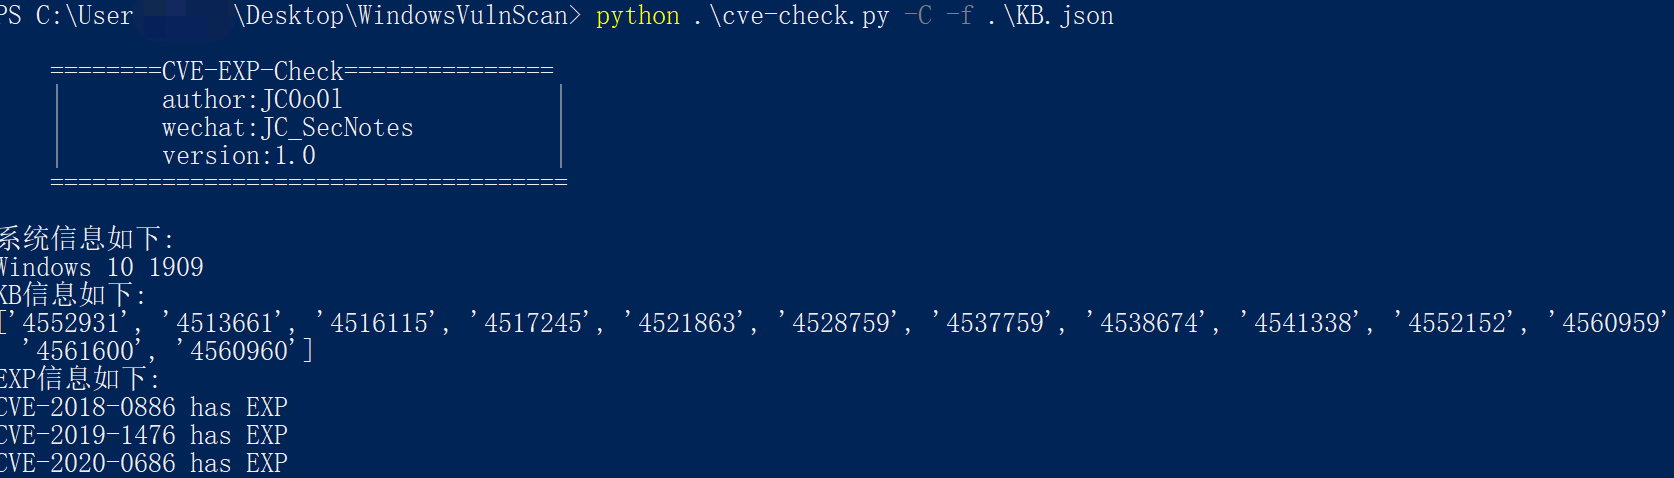 PS C:\User \Desktop\WindowsVulnScan> python .\cve-check.py -C -f .\KB.json
========CVE-EXP-Check===============
| author:JC0o0l |
| wechat:JC_SecNotes |
| version:1.0 |
=====================================
系统信息如下:
Windows 10 1909
KB信息如下:
['4552931', '4513661', '4516115', '4517245', '4521863', '4528759', '4537759', '4538674', '4541338', '4552152', '4560959'
'4561600', '4560960']
EXP信息如下:
CVE-2018-0886 has EXP
CVE-2019-1476 has EXP
CVE-2020-0686 has EXP